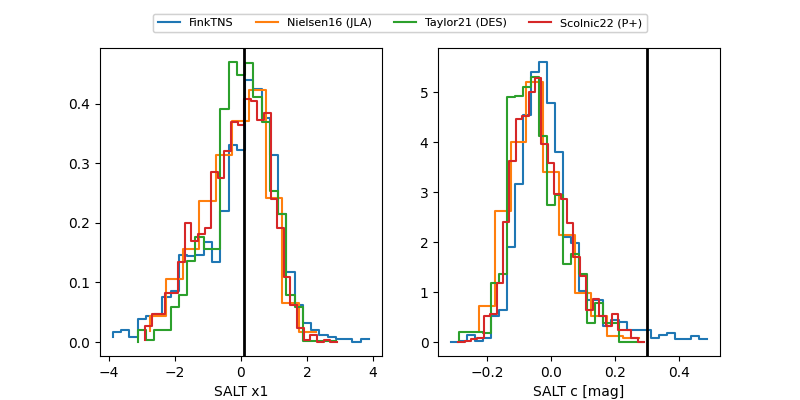 FinkTNS Nielsen16 (JLA) Taylor21 (DES) Scolnic22 (P+)
0.4
0.3
0.2
0.1
0.0
−4 −2 0 2 4
SALT x1
5
4
3
2
1
0
−0.2 0.0 0.2 0.4
SALT c [mag]